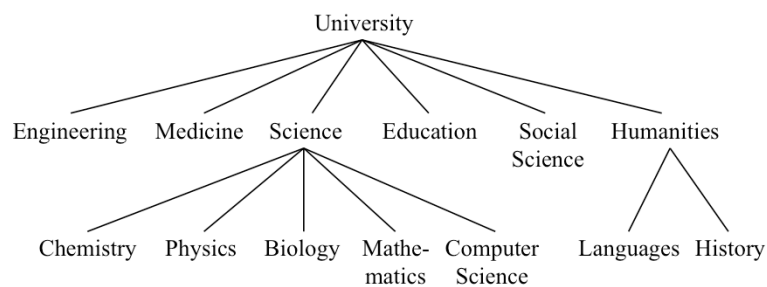 University
Engineering Medicine Science Education Social Humanities
Science
Chemistry Physics Biology Mathe- Computer Languages History
matics Science